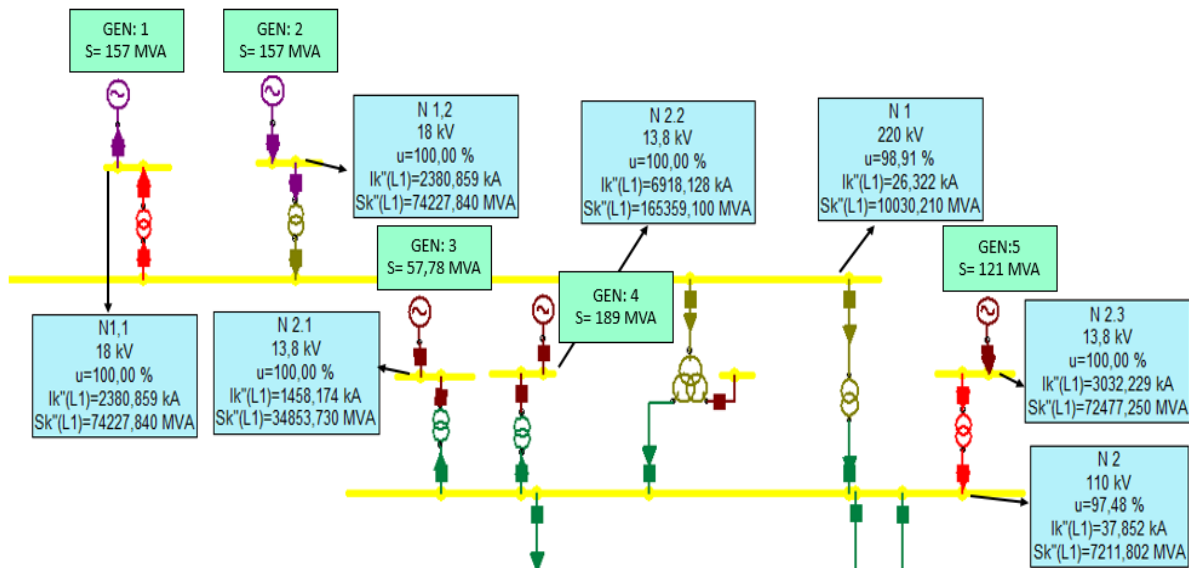 GEN: 1
S= 157 MVA
GEN: 2
S= 157 MVA
N 1,2
18 kV
u=100,00 %
Ik"(L1)=2380,859 kA
Sk"(L1)=74227,840 MVA
N 2.2
13,8 kV
u=100,00 %
Ik"(L1)=6918,128 kA
Sk"(L1)=165359,100 MVA
N 1
220 kV
u=98,91 %
Ik"(L1)=26,322 kA
Sk"(L1)=10030,210 MVA
GEN: 3
S= 57,78 MVA
GEN: 4
S= 189 MVA
GEN:5
S= 121 MVA
N1,1
18 kV
u=100,00 %
Ik"(L1)=2380,859 kA
Sk"(L1)=74227,840 MVA
N 2.1
13,8 kV
u=100,00 %
Ik"(L1)=1458,174 kA
Sk"(L1)=34853,730 MVA
N 2.3
13,8 kV
u=100,00 %
Ik"(L1)=3032,229 kA
Sk"(L1)=72477,250 MVA
N 2
110 kV
u=97,48 %
Ik"(L1)=37,852 kA
Sk"(L1)=7211,802 MVA